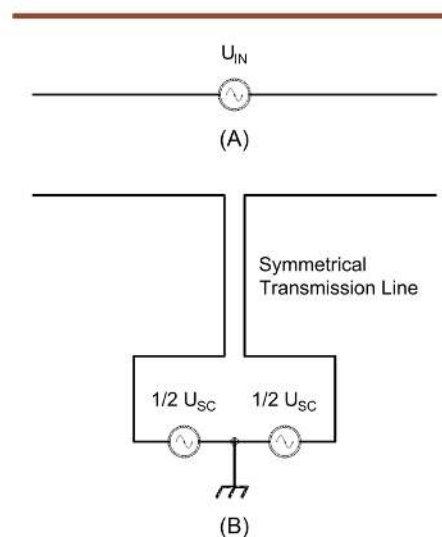 U_IN
(A)
Symmetrical
Transmission Line
1/2 U_SC 1/2 U_SC
(B)